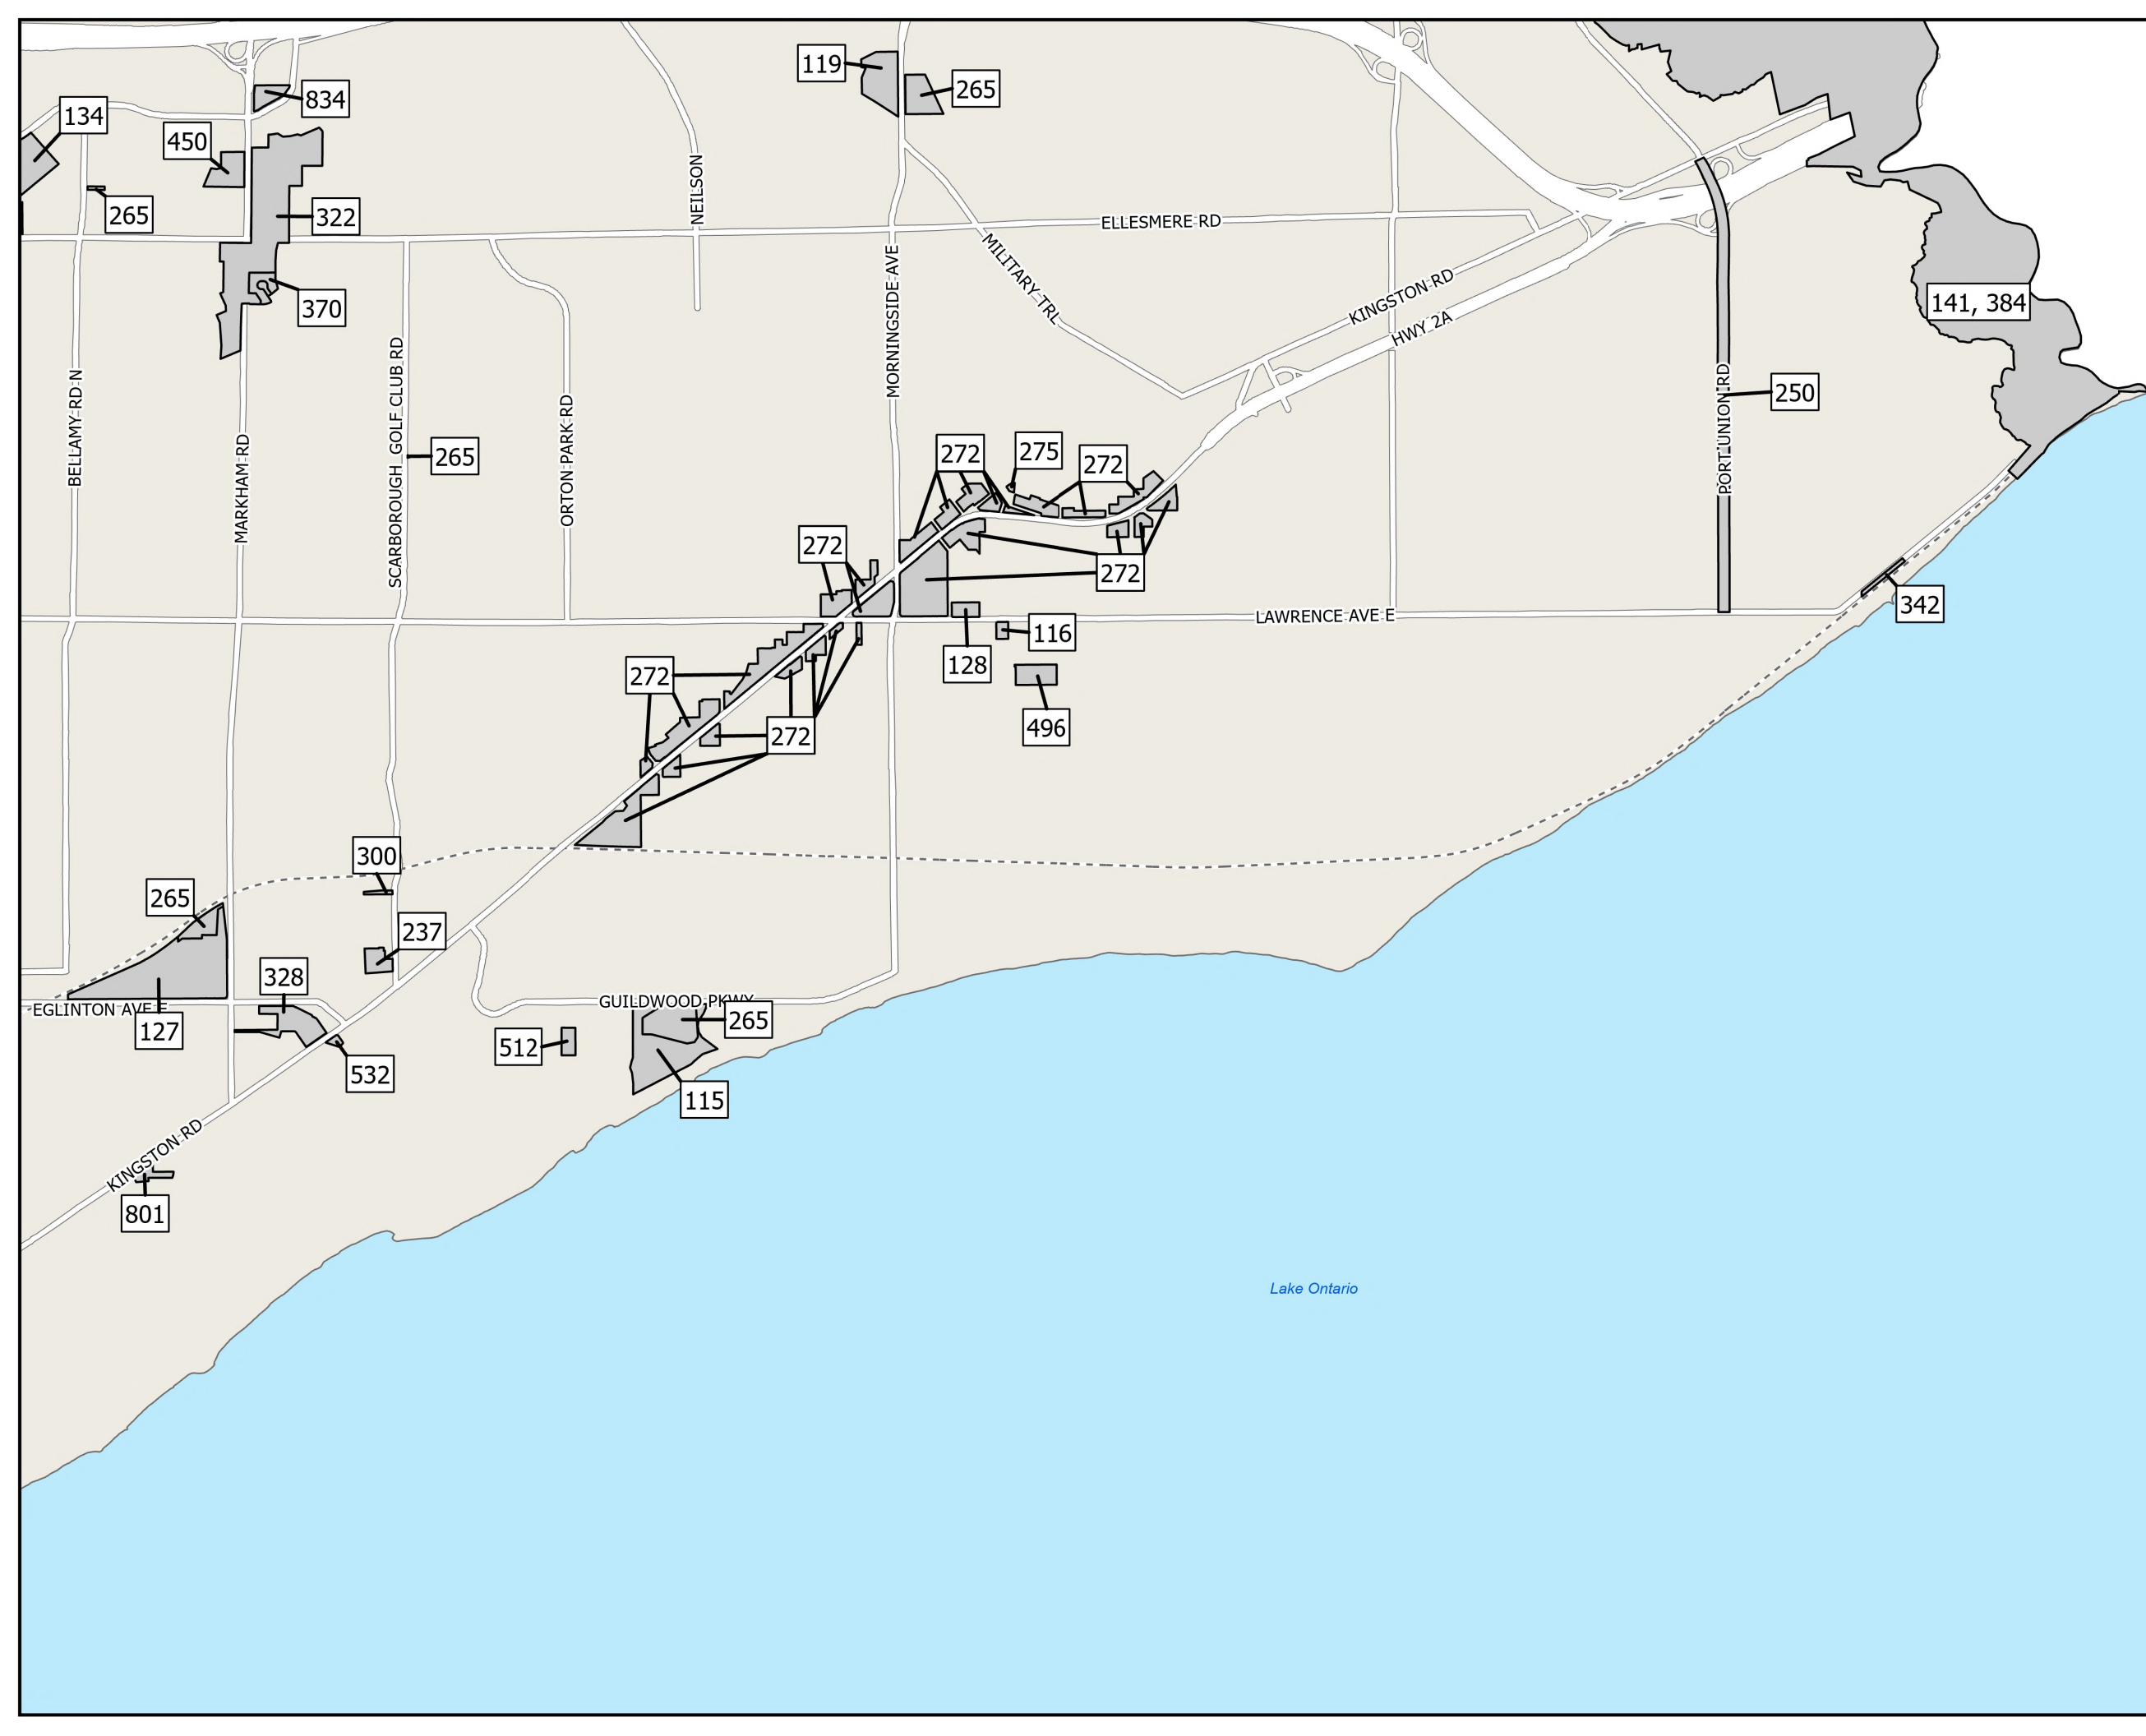 119
265
834
134
450
265
322
NEILSON
ELLESMERE RD
MILITARY TRL
MORNINGSIDE AVE
370
141, 384
KINGSTON RD
HWY 2A
BELLAMY RD N
MARKHAM RD
SCARBOROUGH GOLF CLUB RD
ORTON PARK RD
265
250
PORT UNION RD
272
275
272
272
272
342
LAWRENCE AVE E
116
128
272
496
272
300
265
237
328
EGLINTON AVE E
GUILDWOOD PKWY
127
265
512
532
115
KINGSTON RD
801
Lake Ontario